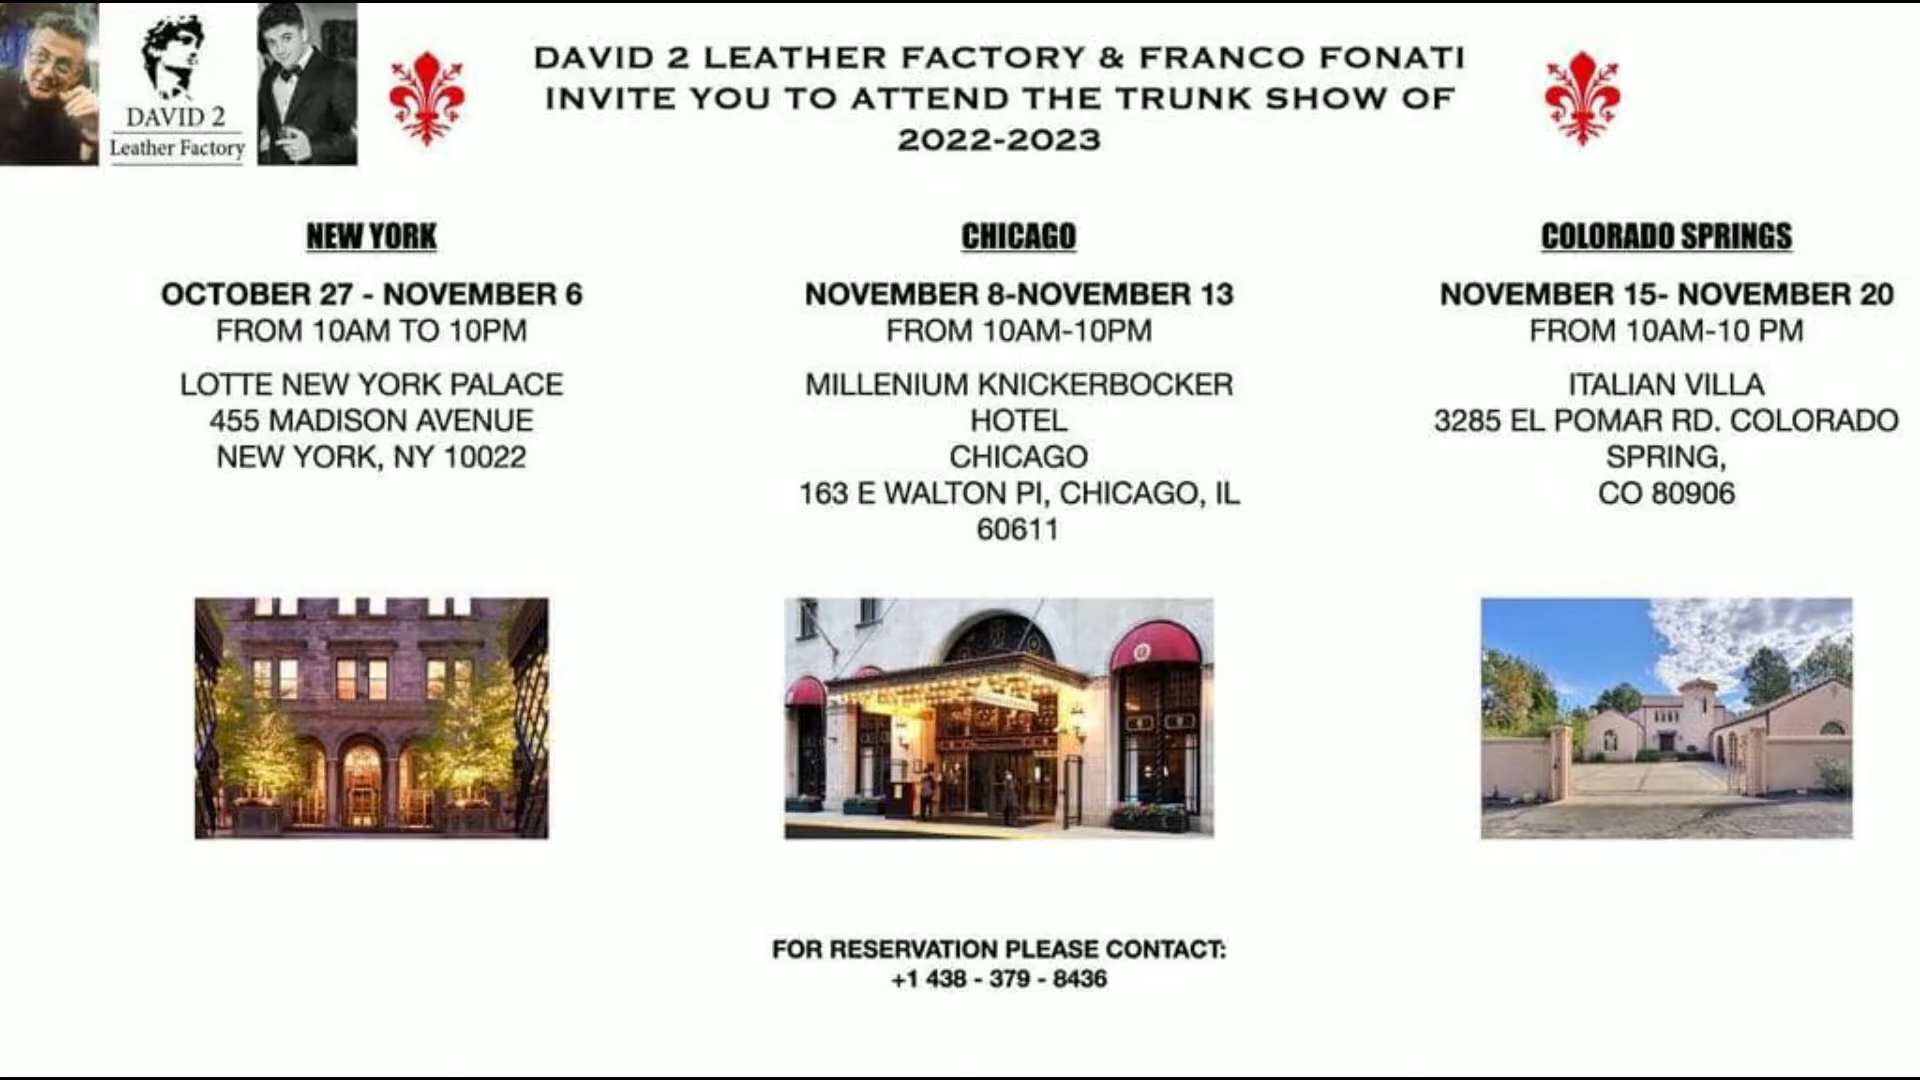 DAVID 2
Leather Factory
DAVID 2 LEATHER FACTORY & FRANCO FONATI
INVITE YOU TO ATTEND THE TRUNK SHOW OF
2022-2023
NEW YORK
OCTOBER 27 - NOVEMBER 6
FROM 10AM TO 10PM
LOTTE NEW YORK PALACE
455 MADISON AVENUE
NEW YORK, NY 10022
CHICAGO
NOVEMBER 8-NOVEMBER 13
FROM 10AM-10PM
MILLENIUM KNICKERBOCKER
HOTEL
CHICAGO
163 E WALTON PI, CHICAGO, IL
60611
COLORADO SPRINGS
NOVEMBER 15- NOVEMBER 20
FROM 10AM-10 PM
ITALIAN VILLA
3285 EL POMAR RD. COLORADO
SPRING,
CO 80906
FOR RESERVATION PLEASE CONTACT:
+1 438 - 379 - 8436